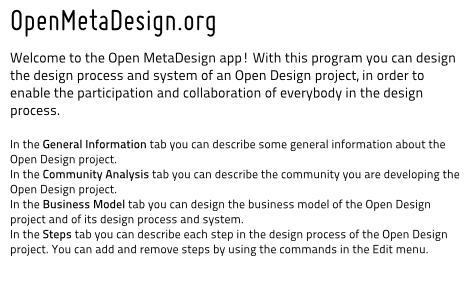 OpenMetaDesign.org
Welcome to the Open MetaDesign app! With this program you can design
the design process and system of an Open Design project, in order to
enable the participation and collaboration of everybody in the design
process.
In the General Information tab you can describe some general information about the
Open Design project.
In the Community Analysis tab you can describe the community you are developing the
Open Design project.
In the Business Model tab you can design the business model of the Open Design
project and of its design process and system.
In the Steps tab you can describe each step in the design process of the Open Design
project. You can add and remove steps by using the commands in the Edit menu.